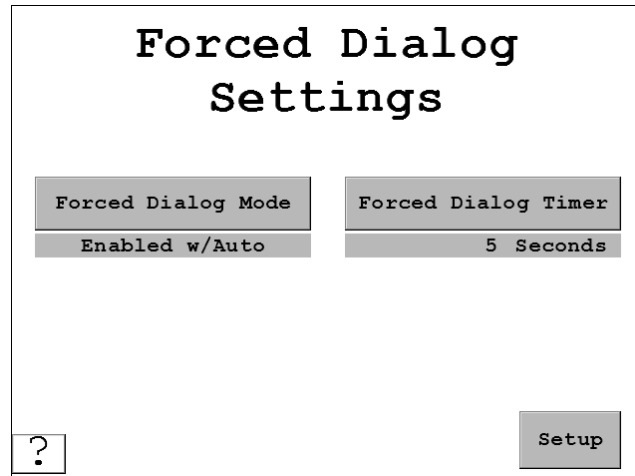 Forced Dialog
Settings
Forced Dialog Mode
Forced Dialog Timer
Enabled w/Auto
5 Seconds
Setup
?